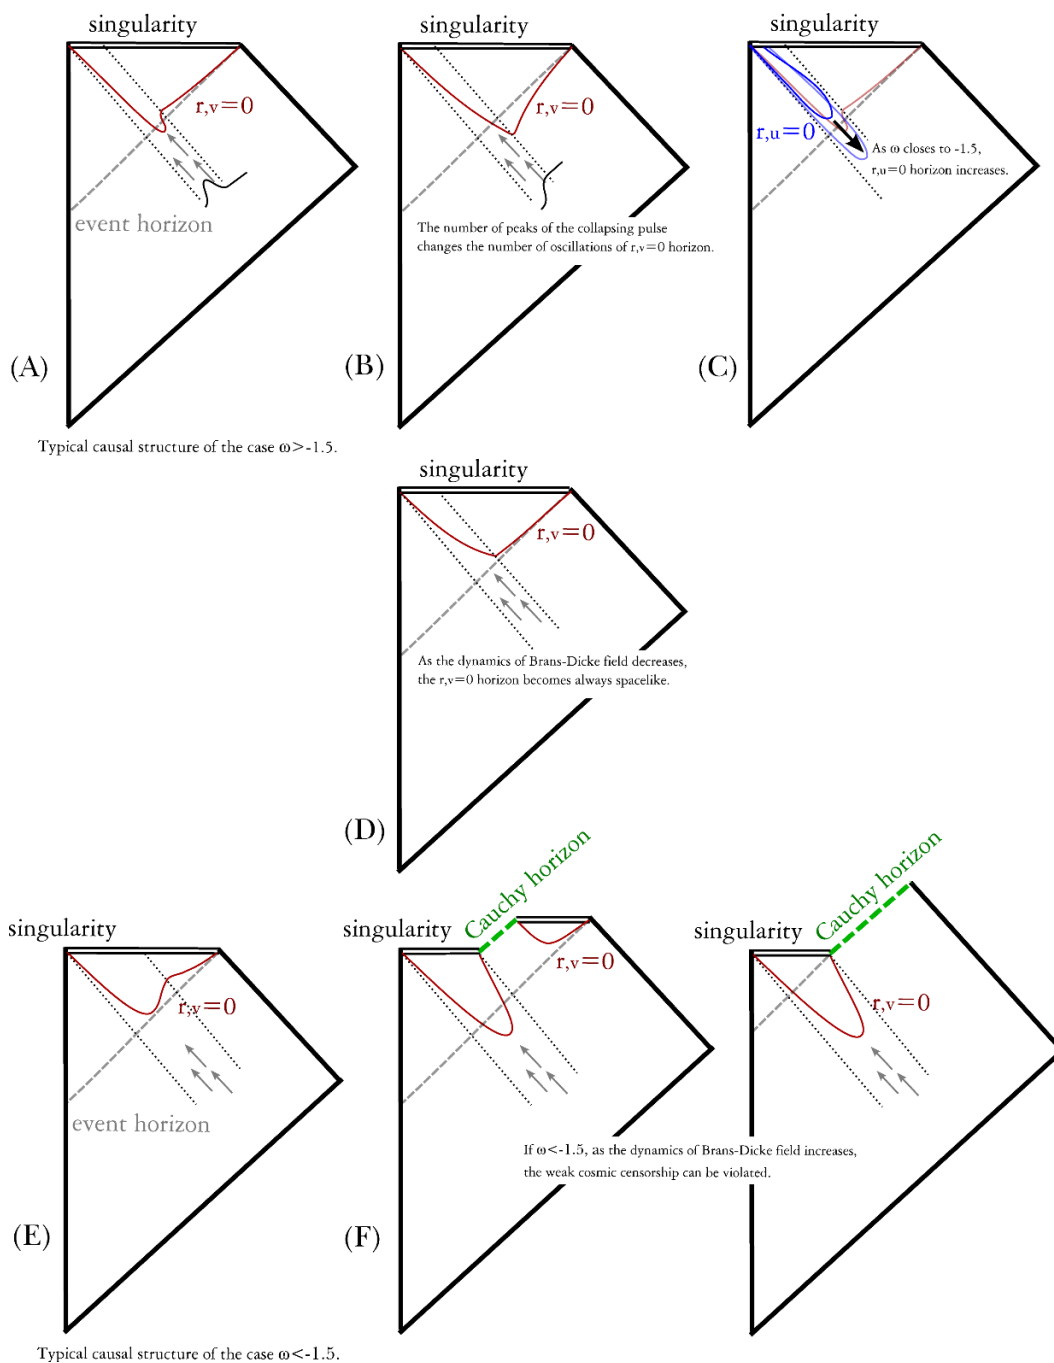 singularity
singularity
singularity
r,v=0
r,v=0
r,u=0
As ω closes to -1.5,
r,u=0 horizon increases.
event horizon
The number of peaks of the collapsing pulse
changes the number of oscillations of r,v=0 horizon.
(A)
(B)
(C)
Typical causal structure of the case ω>-1.5.
singularity
r,v=0
As the dynamics of Brans-Dicke field decreases,
the r,v=0 horizon becomes always spacelike.
(D)
Cauchy horizon
Cauchy horizon
singularity
singularity
singularity
r,v=0
r,v=0
r,v=0
event horizon
If ω<-1.5, as the dynamics of Brans-Dicke field increases,
the weak cosmic censorship can be violated.
(E)
(F)
Typical causal structure of the case ω<-1.5.